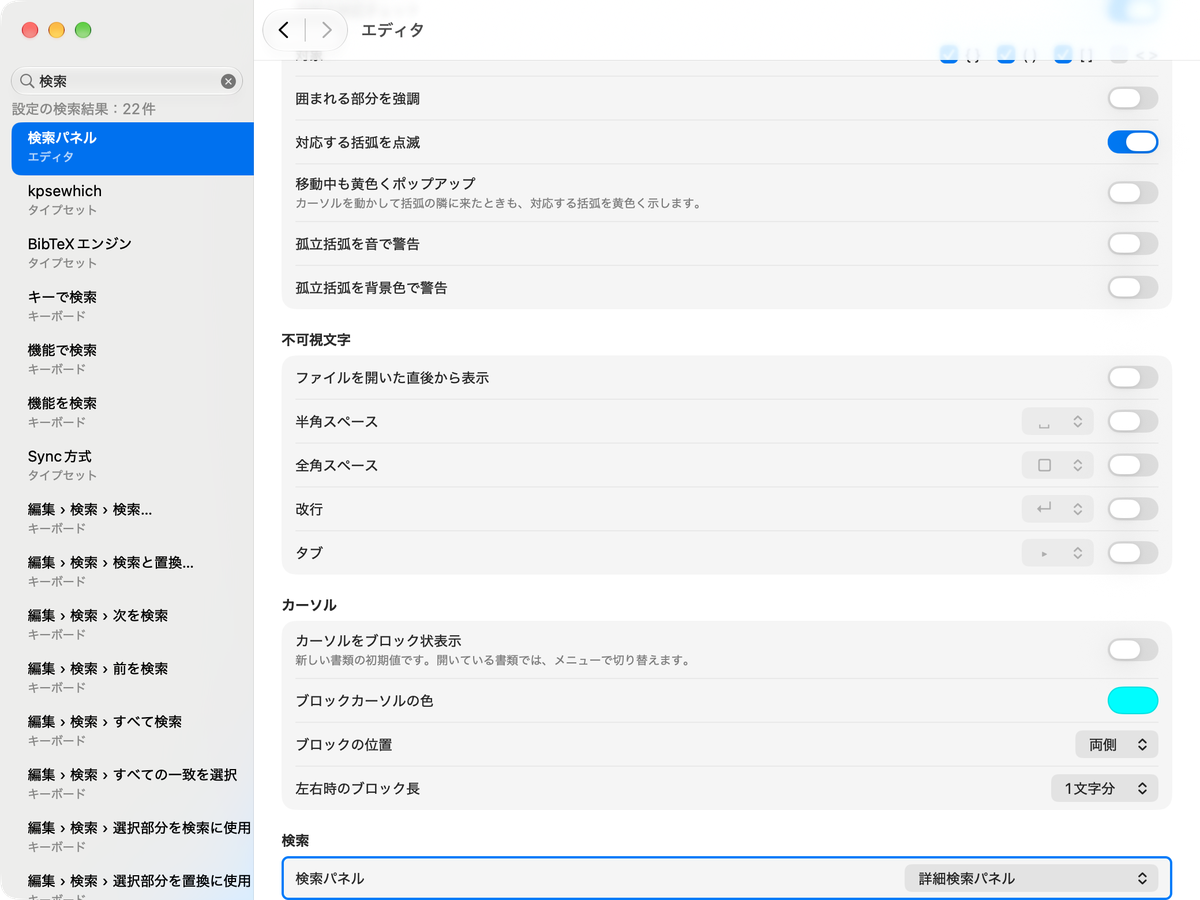 エディタ
検索
設定の検索結果：22件
検索パネル
エディタ
kpsewhich
タイプセット
BibTeXエンジン
タイプセット
キーで検索
キーボード
機能で検索
キーボード
機能を検索
キーボード
Sync方式
タイプセット
編集 › 検索 › 検索...
キーボード
編集 › 検索 › 検索と置換...
キーボード
編集 › 検索 › 次を検索
キーボード
編集 › 検索 › 前を検索
キーボード
編集 › 検索 › すべて検索
キーボード
編集 › 検索 › すべての一致を選択
キーボード
編集 › 検索 › 選択部分を検索に使用
キーボード
編集 › 検索 › 選択部分を置換に使用
キーボード
{} () [] <>
囲まれる部分を強調
対応する括弧を点滅
移動中も黄色くポップアップ
カーソルを動かして括弧の隣に来たときも、対応する括弧を黄色く示します。
孤立括弧を音で警告
孤立括弧を背景色で警告
不可視文字
ファイルを開いた直後から表示
半角スペース ␣
全角スペース □
改行 ↵
タブ ▸
カーソル
カーソルをブロック状表示
新しい書類の初期値です。開いている書類では、メニューで切り替えます。
ブロックカーソルの色
ブロックの位置 両側
左右時のブロック長 1文字分
検索
検索パネル 詳細検索パネル